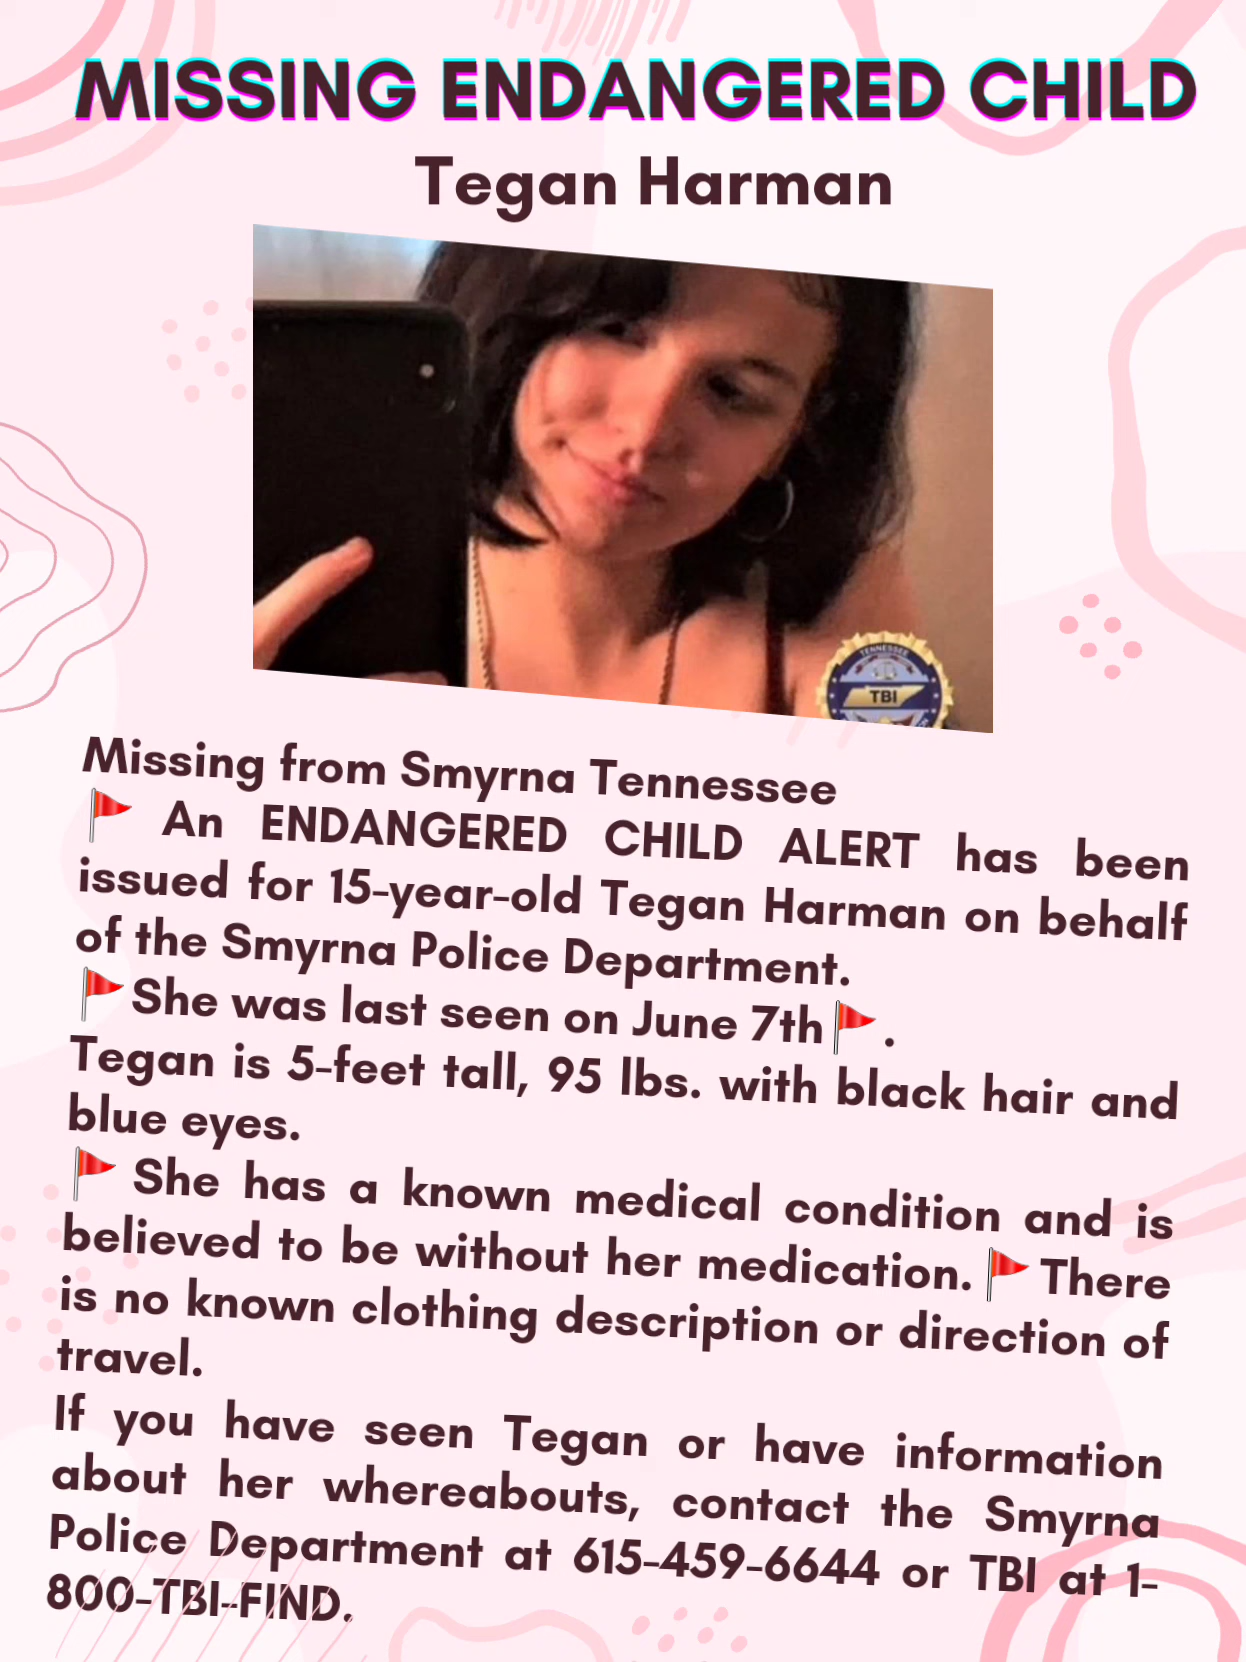 MISSING ENDANGERED CHILD
Tegan Harman
TENNESSEE
TBI
Missing from Smyrna Tennessee
🚩 An ENDANGERED CHILD ALERT has been
issued for 15-year-old Tegan Harman on behalf
of the Smyrna Police Department.
🚩She was last seen on June 7th🚩.
Tegan is 5-feet tall, 95 lbs. with black hair and
blue eyes.
🚩 She has a known medical condition and is
believed to be without her medication.🚩There
is no known clothing description or direction of
travel.
If you have seen Tegan or have information
about her whereabouts, contact the Smyrna
Police Department at 615-459-6644 or TBI at 1-
800-TBI-FIND.